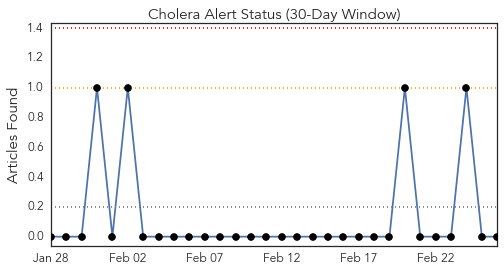 Cholera Alert Status (30-Day Window)
1.4
1.2
1.0
0.8
0.6
0.4
0.2
0.0
Articles Found
Jan 28 Feb 02 Feb 07 Feb 12 Feb 17 Feb 22